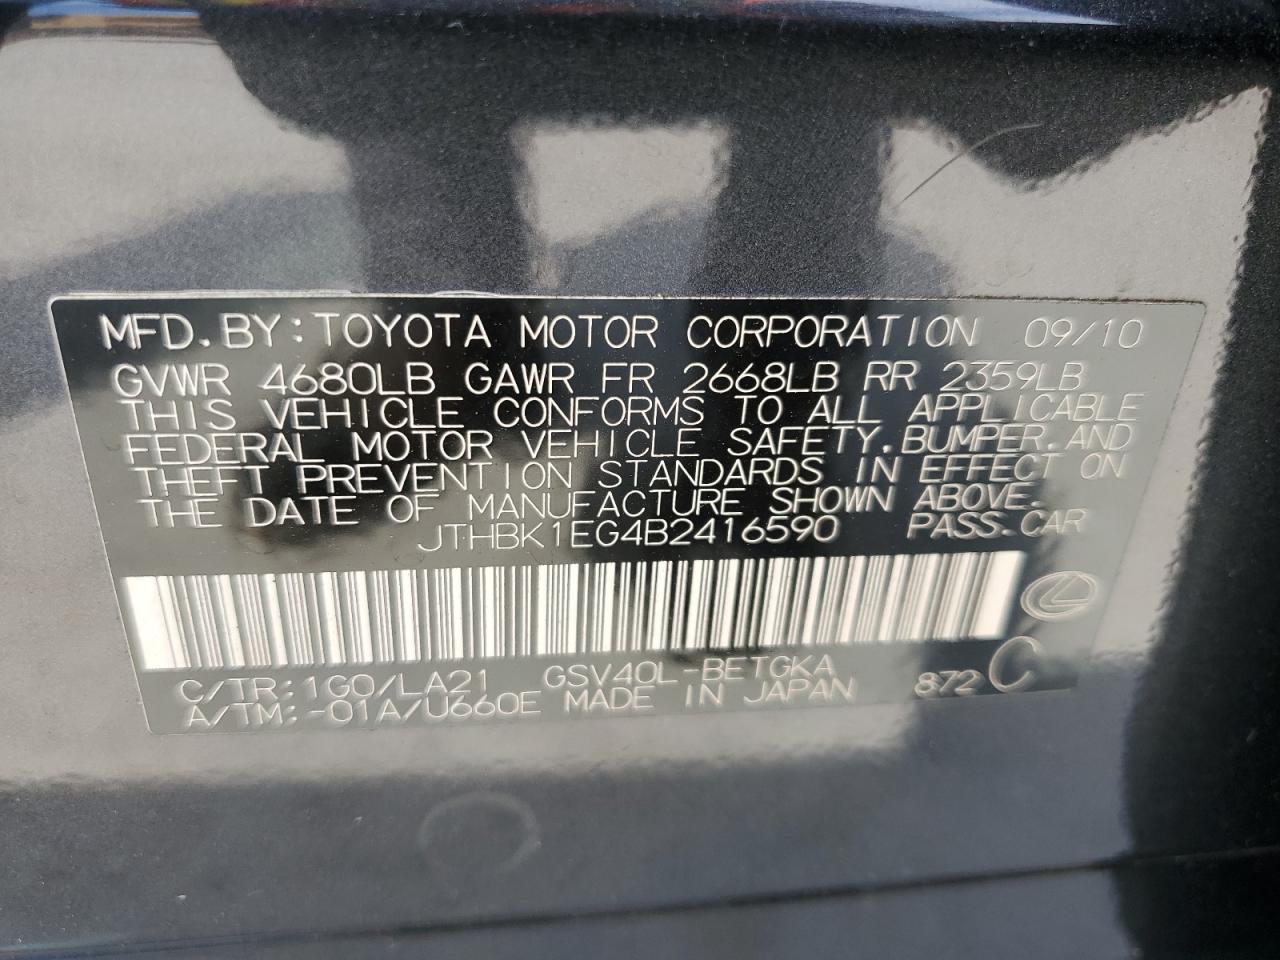 MFD. BY: TOYOTA MOTOR CORPORATION 09/10
GVWR 4680LB GAWR FR 2668LB RR 2359LB
THIS VEHICLE CONFORMS TO ALL APPLICABLE
FEDERAL MOTOR VEHICLE SAFETY, BUMPER, AND
THEFT PREVENTION STANDARDS IN EFFECT ON
THE DATE OF MANUFACTURE SHOWN ABOVE.
JTHBK1EG4B2416590 PASS. CAR
C/TR: 1G0/LA21 GSV40L-BETGKA
A/TM: -01A/U660E MADE IN JAPAN 872 C